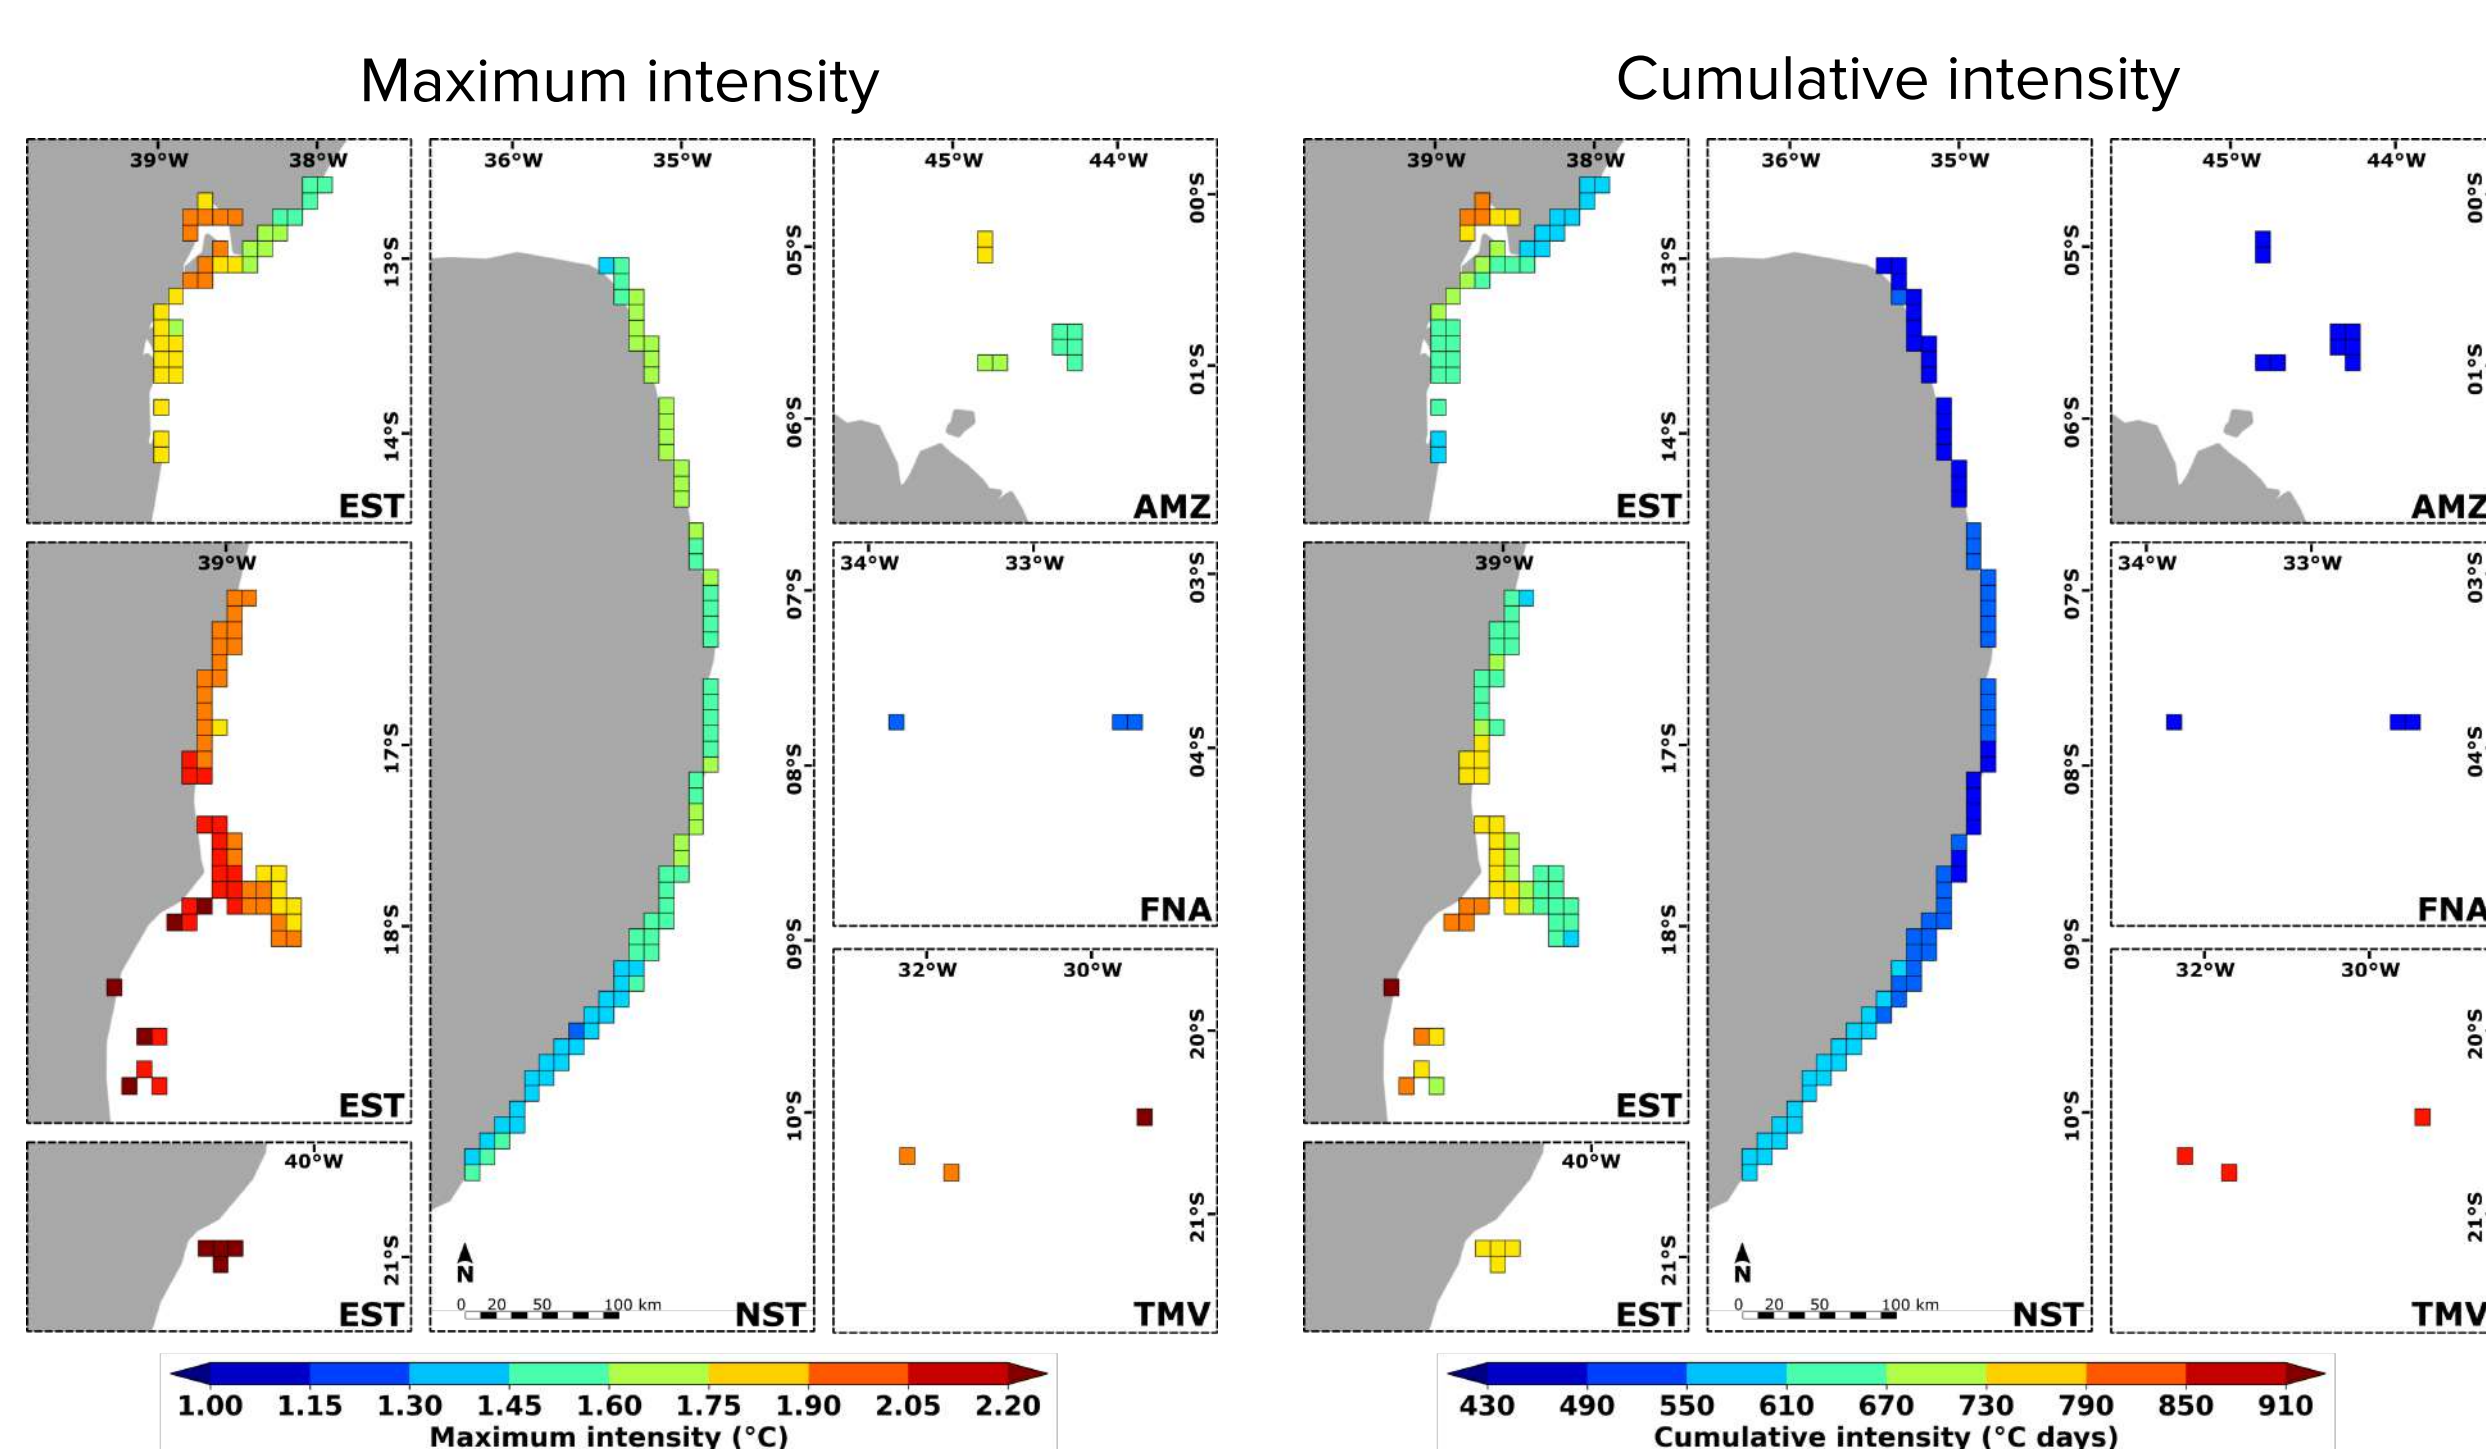 Maximum intensity
39°W 38°W
13°S
14°S
EST
39°W
17°S
18°S
EST
40°W
21°S
EST
36°W 35°W
05°S
06°S
07°S
08°S
09°S
10°S
N
0 20 50 100 km
NST
45°W 44°W
00°S
01°S
AMZ
34°W 33°W
03°S
04°S
FNA
32°W 30°W
20°S
21°S
TMV
1.00 1.15 1.30 1.45 1.60 1.75 1.90 2.05 2.20
Maximum intensity (°C)
Cumulative intensity
39°W 38°W
13°S
14°S
EST
39°W
17°S
18°S
EST
40°W
21°S
EST
36°W 35°W
05°S
06°S
07°S
08°S
09°S
10°S
N
0 20 50 100 km
NST
45°W 44°W
00°S
01°S
AMZ
34°W 33°W
03°S
04°S
FNA
32°W 30°W
20°S
21°S
TMV
430 490 550 610 670 730 790 850 910
Cumulative intensity (°C days)